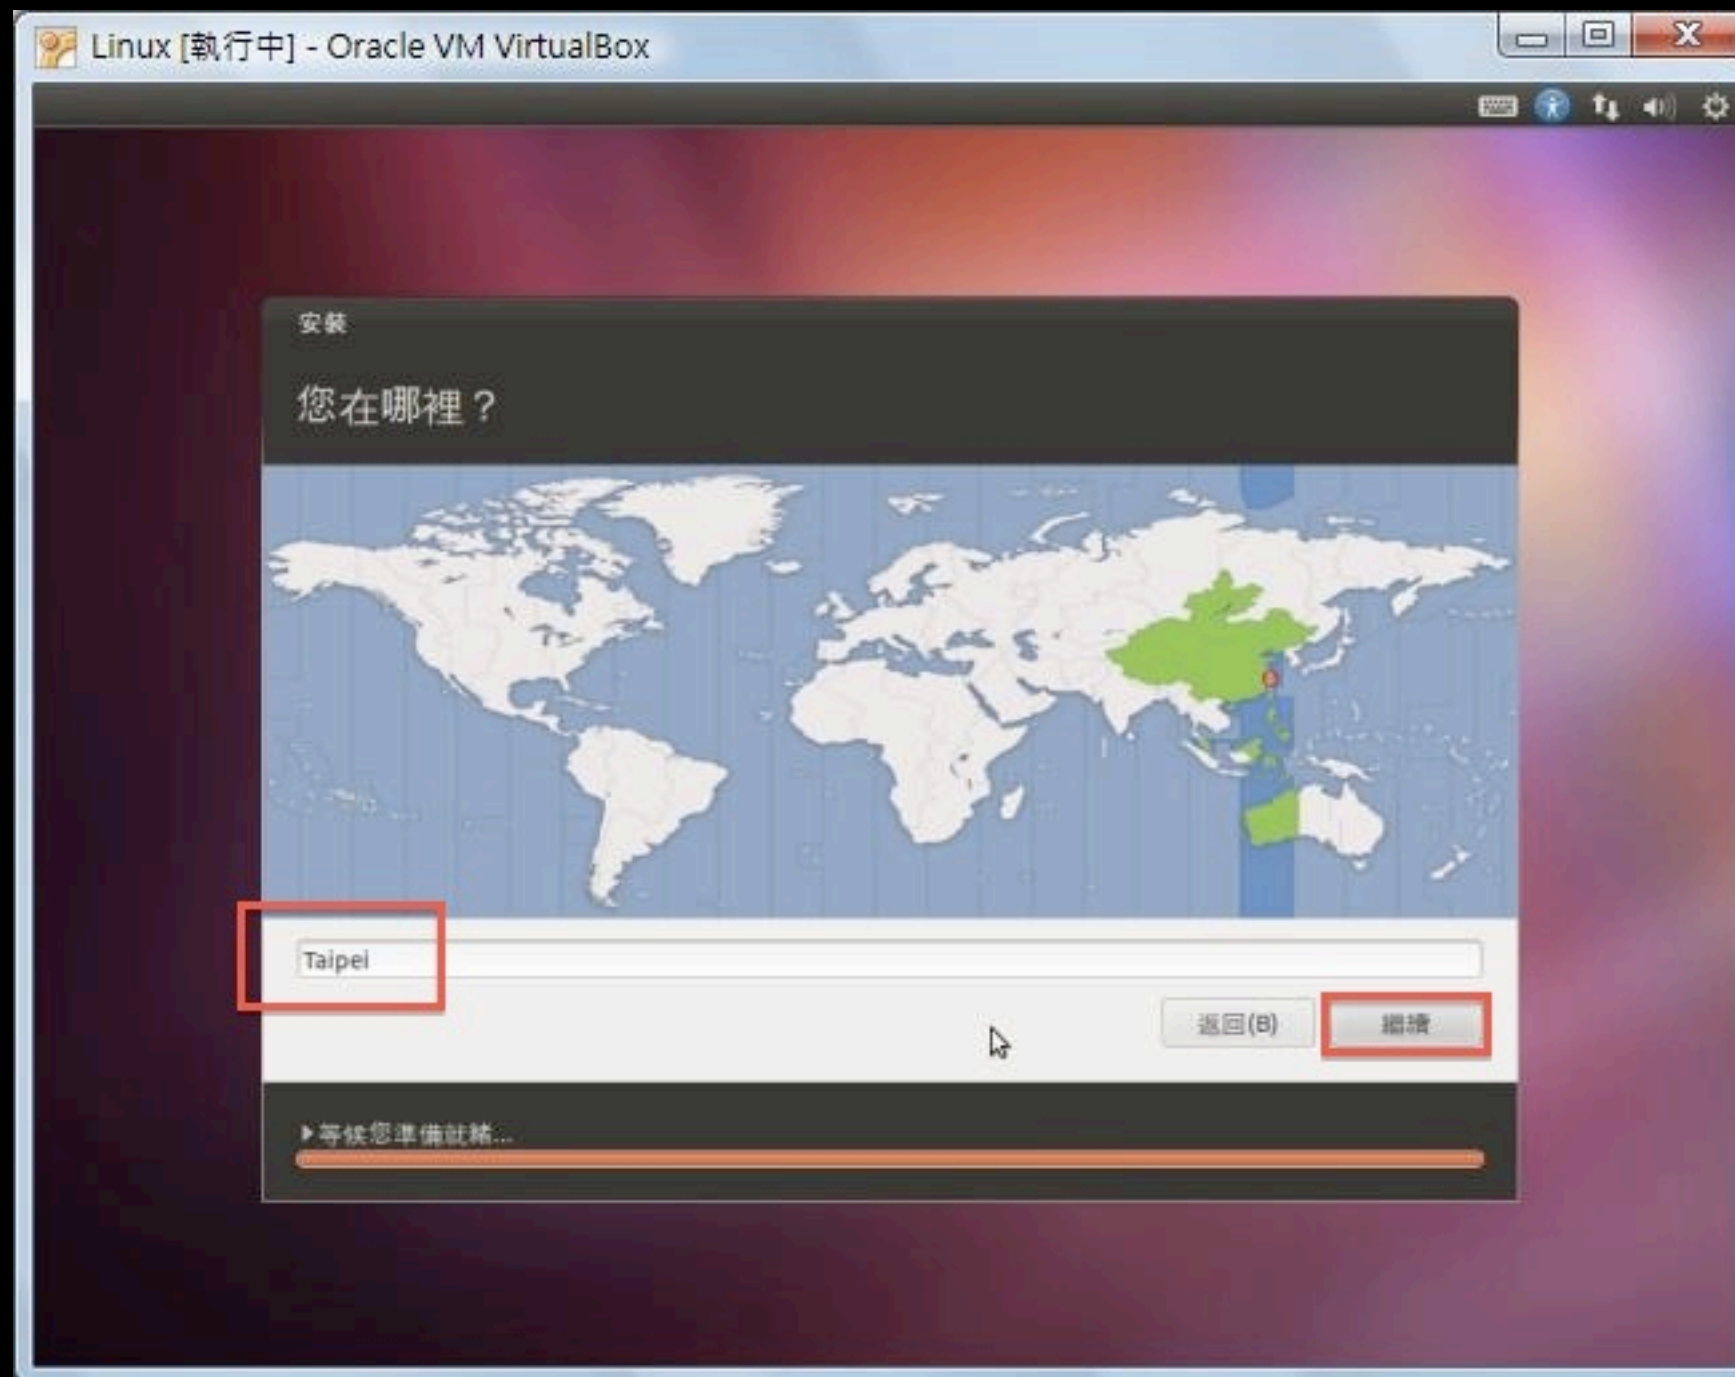 Linux [執行中] - Oracle VM VirtualBox
安裝
您在哪裡？
Taipei
返回(B)
繼續
等候您準備就緒...